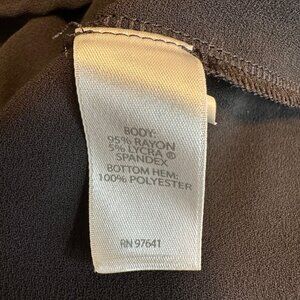 BODY:
95% RAYON
5% LYCRA ®
SPANDEX
BOTTOM HEM:
100% POLYESTER
RN 97641